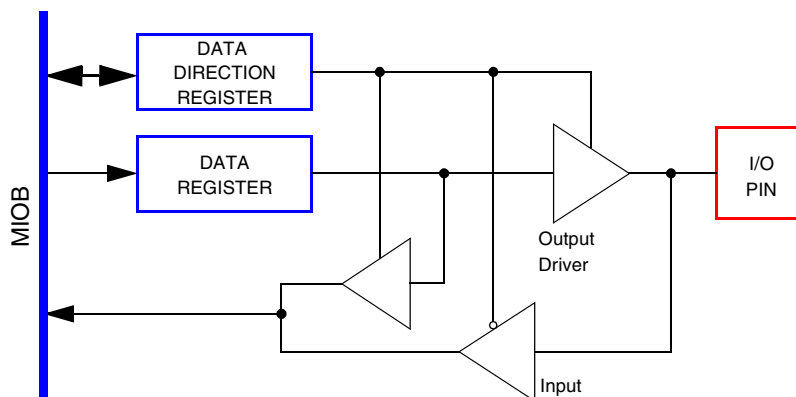 DATA
DIRECTION
REGISTER
DATA
REGISTER
I/O
PIN
MIOB
Output
Driver
Input